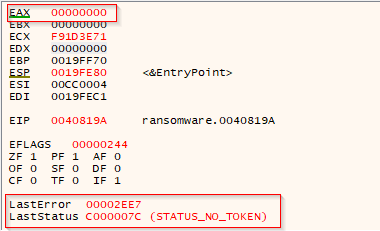 EAX 00000000
EBX 00000000
ECX F91D3E71
EDX 00000000
EBP 0019FF70
ESP 0019FE80 <&EntryPoint>
ESI 00CC0004
EDI 0019FEC1
EIP 0040819A ransomware.0040819A
EFLAGS 00000244
ZF 1 PF 1 AF 0
OF 0 SF 0 DF 0
CF 0 TF 0 IF 1
LastError 00002EE7
LastStatus C000007C (STATUS_NO_TOKEN)